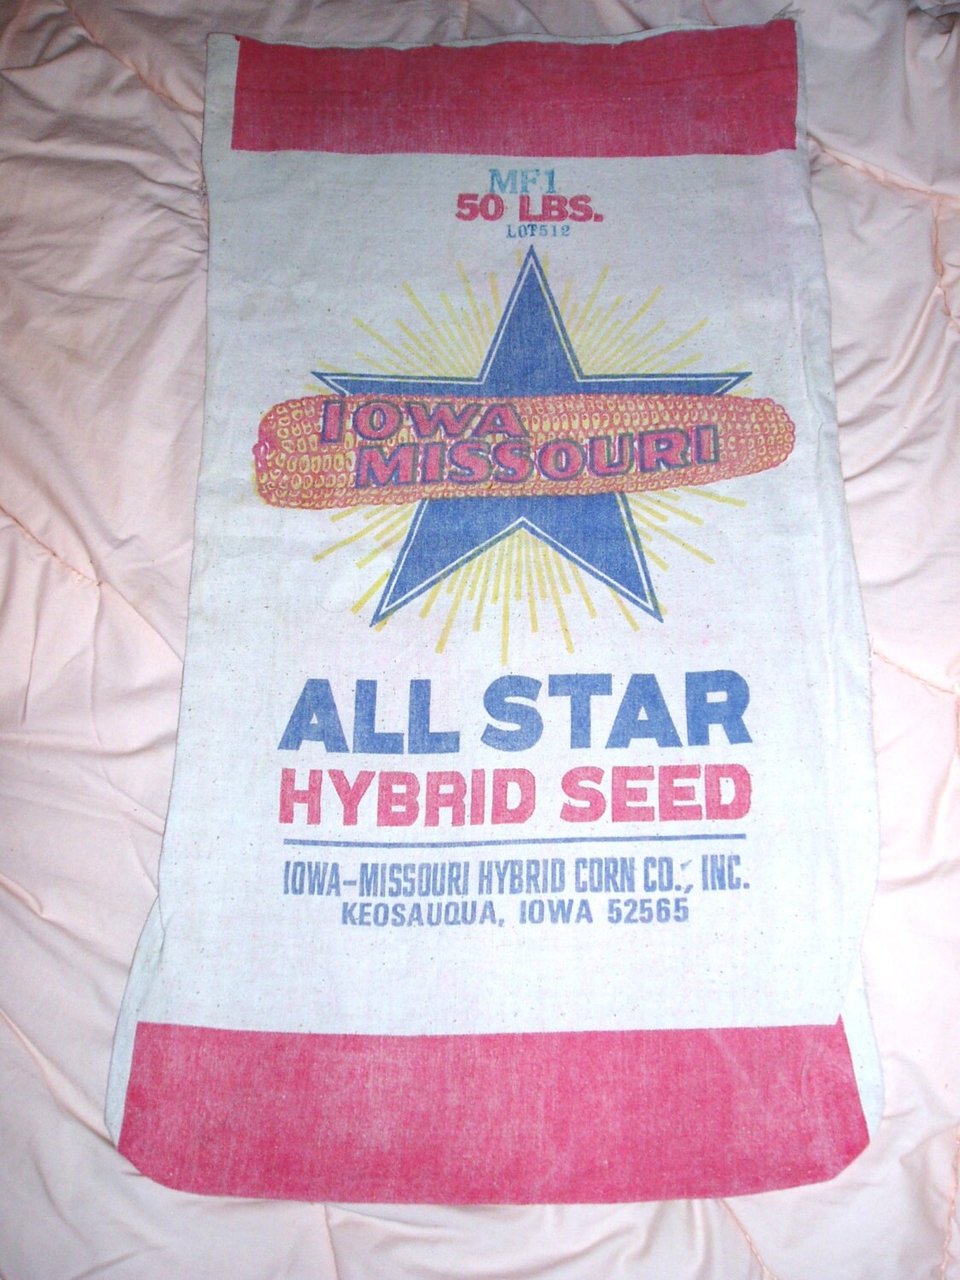 MF1
50 LBS.
LOT512
IOWA
MISSOURI
ALL STAR
HYBRID SEED
IOWA-MISSOURI HYBRID CORN CO., INC.
KEOSAUQUA, IOWA 52565